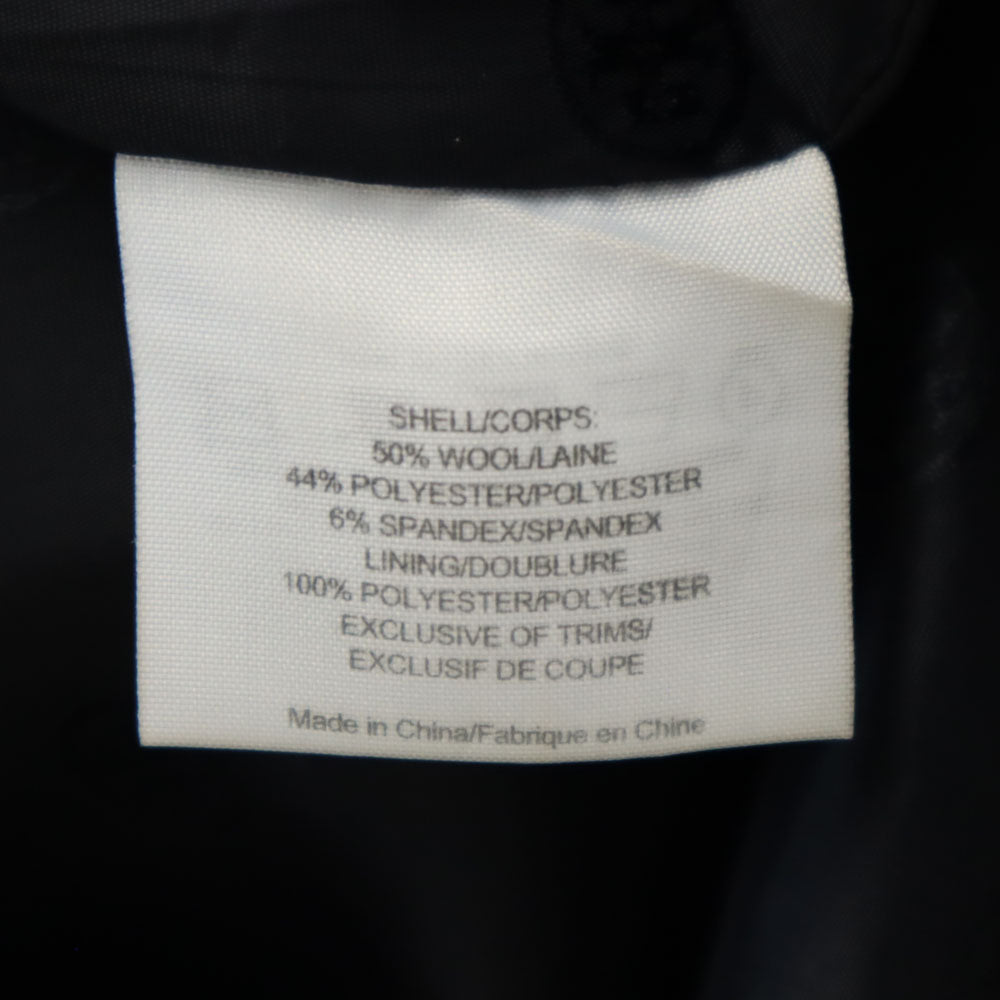 SHELL/CORPS:
50% WOOL/LAINE
44% POLYESTER/POLYESTER
6% SPANDEX/SPANDEX
LINING/DOUBLURE
100% POLYESTER/POLYESTER
EXCLUSIVE OF TRIMS/
EXCLUSIF DE COUPE
Made in China/Fabrique en Chine